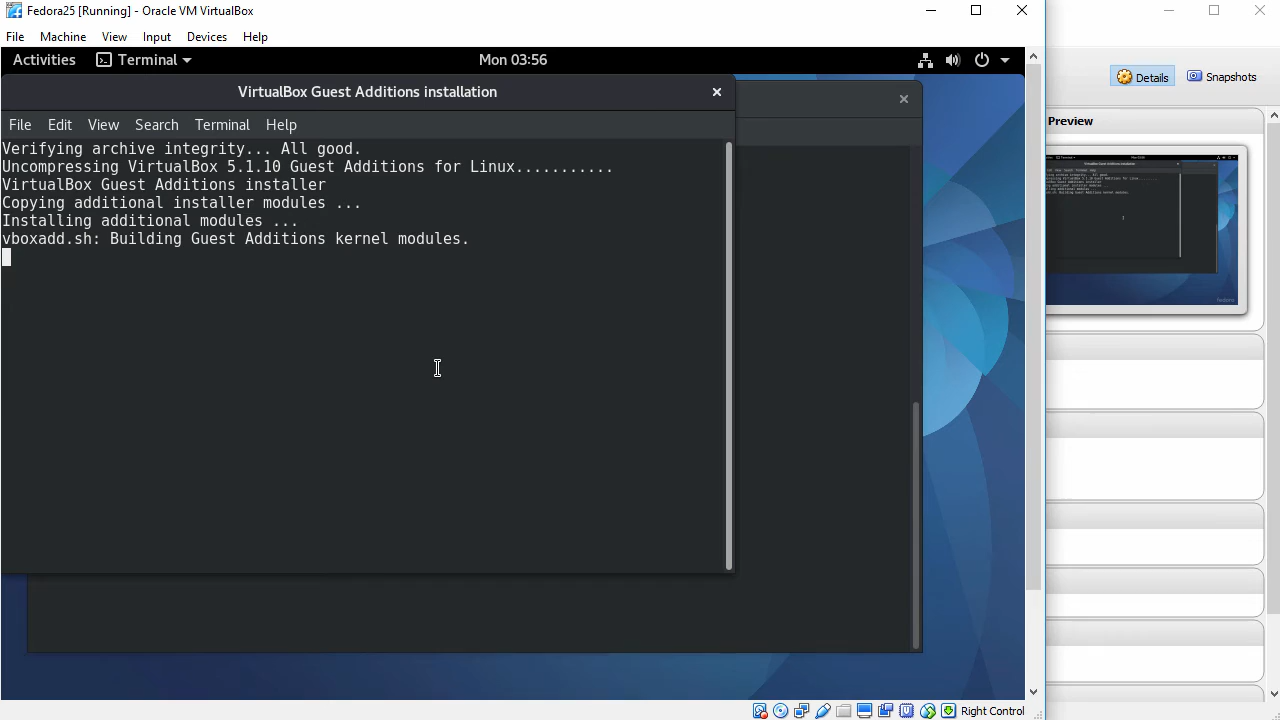 Fedora25 [Running] - Oracle VM VirtualBox
File Machine View Input Devices Help
Activities Terminal Mon 03:56
Details Snapshots
Preview
VirtualBox Guest Additions installation
File Edit View Search Terminal Help
Verifying archive integrity... All good.
Uncompressing VirtualBox 5.1.10 Guest Additions for Linux...........
VirtualBox Guest Additions installer
Copying additional installer modules ...
Installing additional modules ...
vboxadd.sh: Building Guest Additions kernel modules.
Right Control